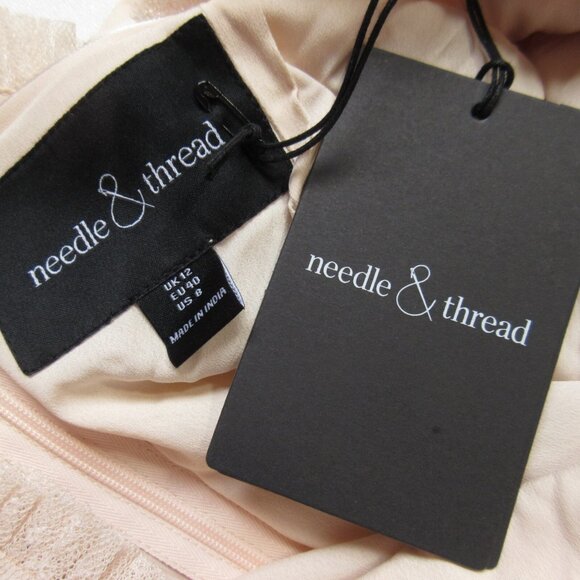 needle & thread
UK 12
EU 40
US 8
MADE IN INDIA
needle & thread